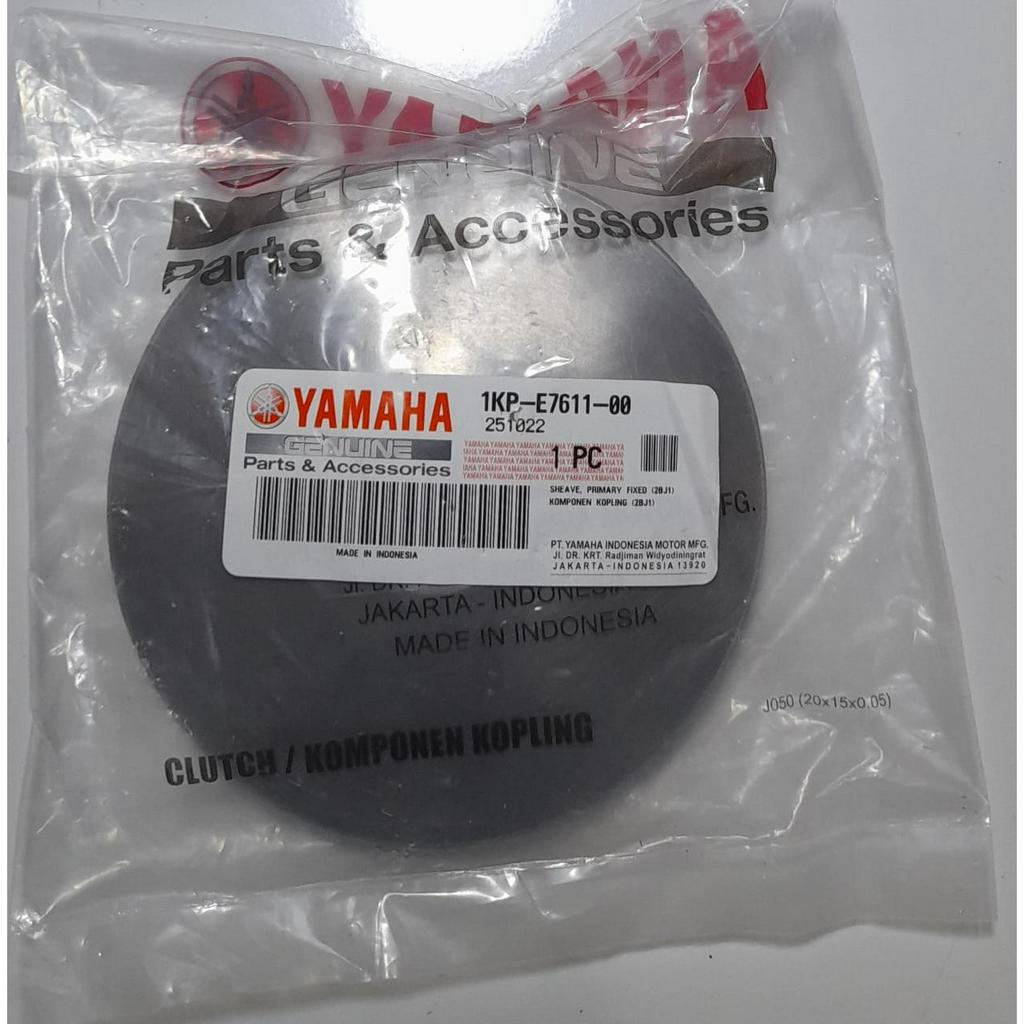 YAMAHA
GENUINE
Parts & Accessories
YAMAHA
GENUINE
Parts & Accessories
MADE IN INDONESIA
1KP-E7611-00
251022
1 PC
SHEAVE, PRIMARY FIXED (2BJ1)
KOMPONEN KOPLING (2BJ1)
PT. YAMAHA INDONESIA MOTOR MFG.
Jl. DR. KRT. Radjiman Widyodiningrat
JAKARTA-INDONESIA 13920
FG.
JAKARTA - INDONESIA
MADE IN INDONESIA
J050 (20x15x0.05)
CLUTCH / KOMPONEN KOPLING